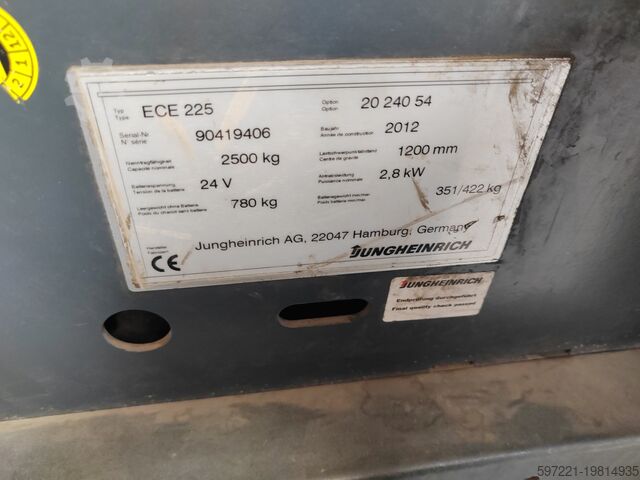 12 1 2
Typ
Type ECE 225 Option
Option 20 240 54
Serial-Nr.
N° série 90419406 Baujahr
Année de construction 2012
Nenntragfähigkeit
Capacité nominale 2500 kg Lastschwerpunktabstand
Centre de gravité 1200 mm
Batteriespannung
Tension de la batterie 24 V Antriebsleistung
Puissance nominale 2,8 kW
Leergewicht ohne Batterie
Poids du chariot sans batterie 780 kg Batteriegewicht min/max
Poids batterie min/max 351/422 kg
Hersteller
Fabricant Jungheinrich AG, 22047 Hamburg, Germany
CE JUNGHEINRICH
JUNGHEINRICH
Endprüfung durchgeführt
Final quality check passed
597221-19814935